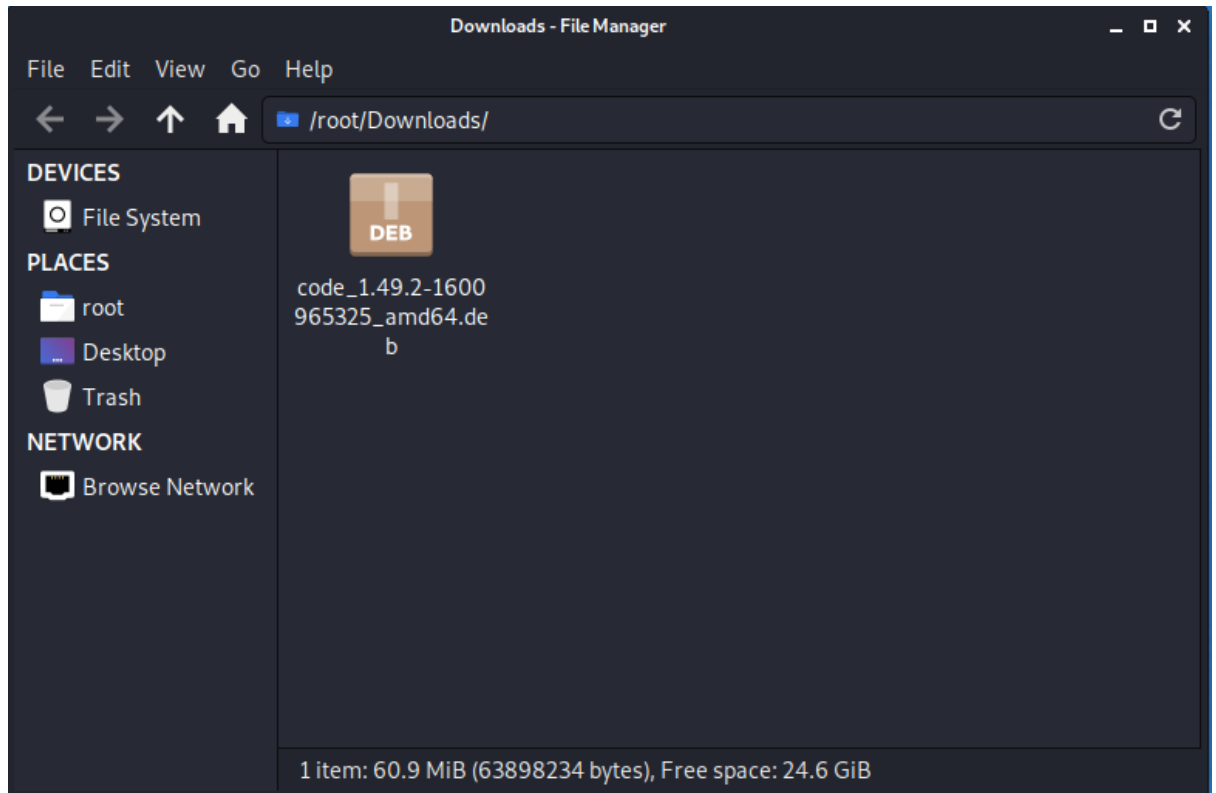 Downloads - File Manager
File Edit View Go Help
/root/Downloads/
DEVICES
File System
PLACES
root
Desktop
Trash
NETWORK
Browse Network
DEB
code_1.49.2-1600
965325_amd64.de
b
1 item: 60.9 MiB (63898234 bytes), Free space: 24.6 GiB